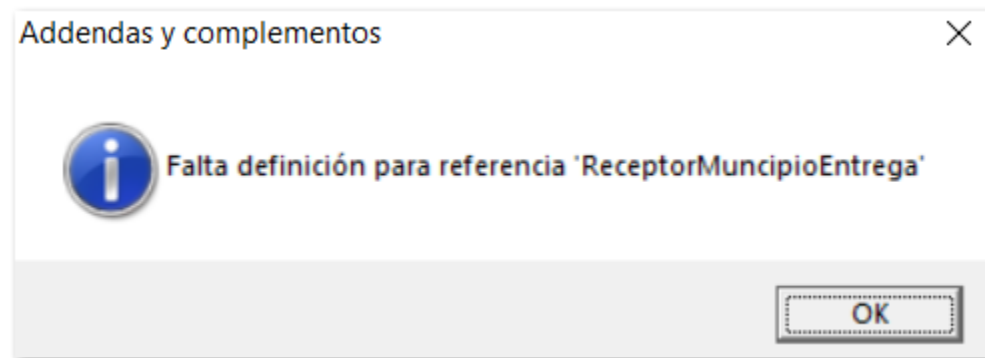 Addendas y complementos
Falta definición para referencia 'ReceptorMuncipioEntrega'
OK